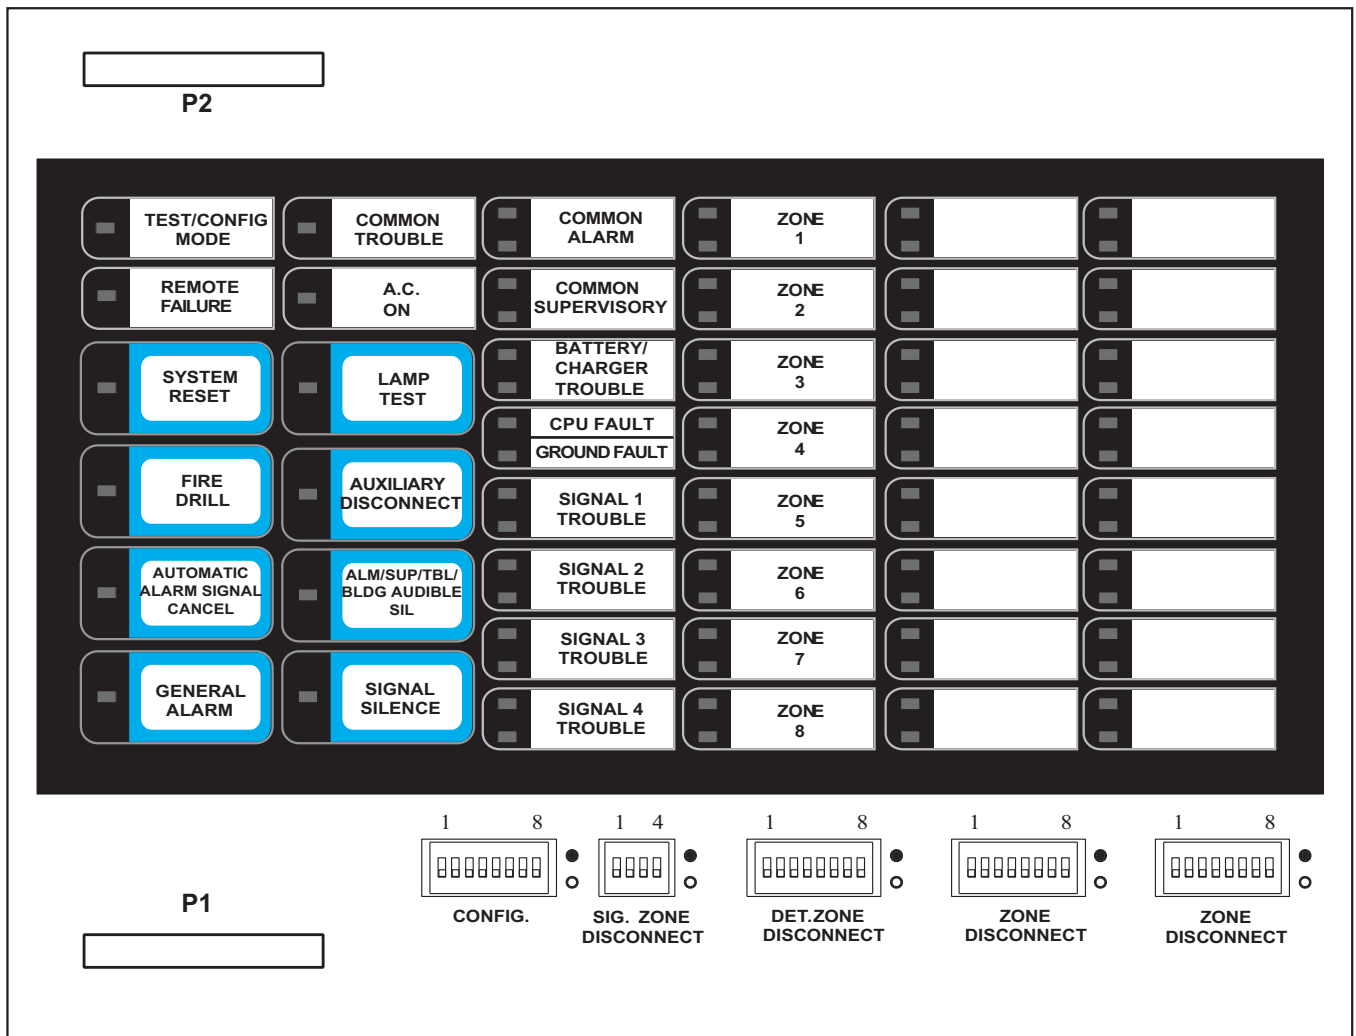 P2
TEST/CONFIG
MODE
COMMON
TROUBLE
COMMON
ALARM
ZONE
1
REMOTE
FAILURE
A.C.
ON
COMMON
SUPERVISORY
ZONE
2
SYSTEM
RESET
LAMP
TEST
BATTERY/
CHARGER
TROUBLE
ZONE
3
CPU FAULT
GROUND FAULT
ZONE
4
FIRE
DRILL
AUXILIARY
DISCONNECT
SIGNAL 1
TROUBLE
ZONE
5
AUTOMATIC
ALARM SIGNAL
CANCEL
ALM/SUP/TBL/
BLDG AUDIBLE
SIL
SIGNAL 2
TROUBLE
ZONE
6
SIGNAL 3
TROUBLE
ZONE
7
GENERAL
ALARM
SIGNAL
SILENCE
SIGNAL 4
TROUBLE
ZONE
8
1 8
1 4
1 8
1 8
1 8
P1
CONFIG.
SIG. ZONE
DISCONNECT
DET.ZONE
DISCONNECT
ZONE
DISCONNECT
ZONE
DISCONNECT